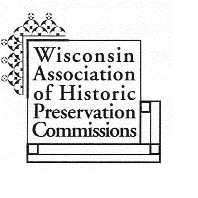 Wisconsin
Association
of Historic
Preservation
Commissions